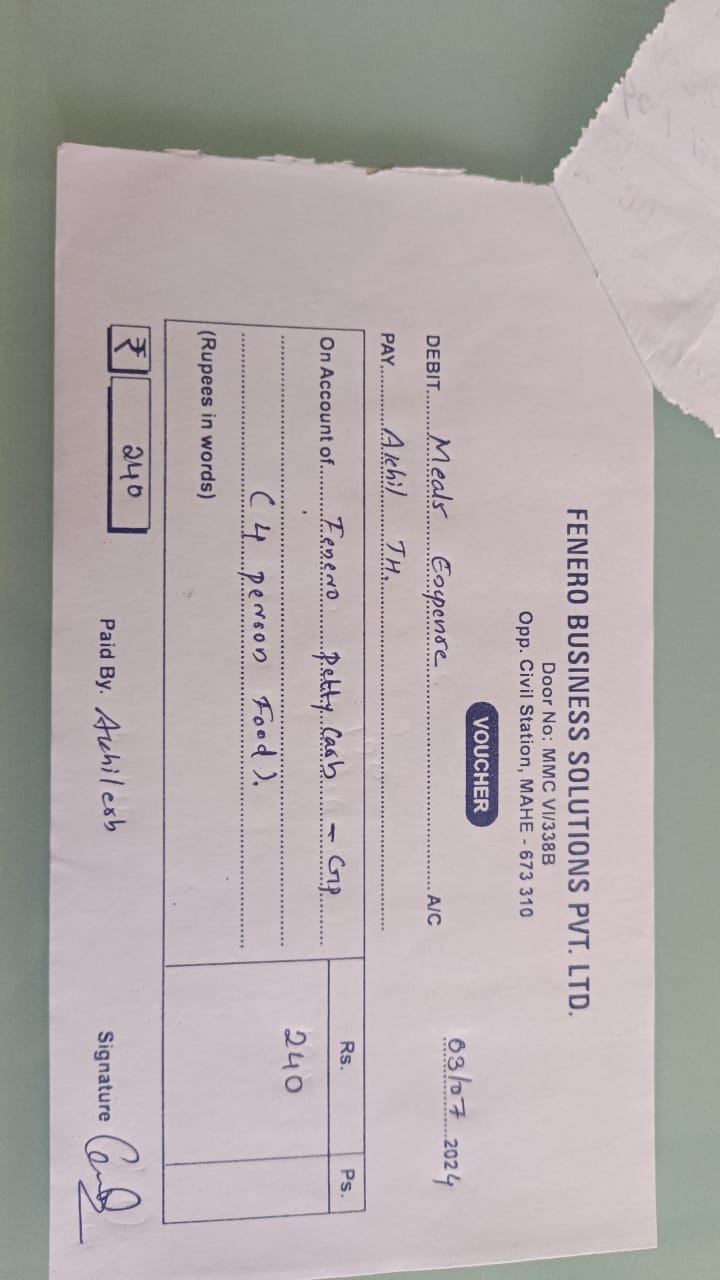 FENERO BUSINESS SOLUTIONS PVT. LTD.
Door No: MMC VI/338B
Opp. Civil Station, MAHE - 673 310
VOUCHER
03/07 2024
DEBIT Meals Expense A/C
PAY Akhil TH.
On Account of Fenero Petty Cash - G17
(4 person Food).
(Rupees in words)
Rs. Ps.
240
₹ 240 Paid By. Akhilesh Signature